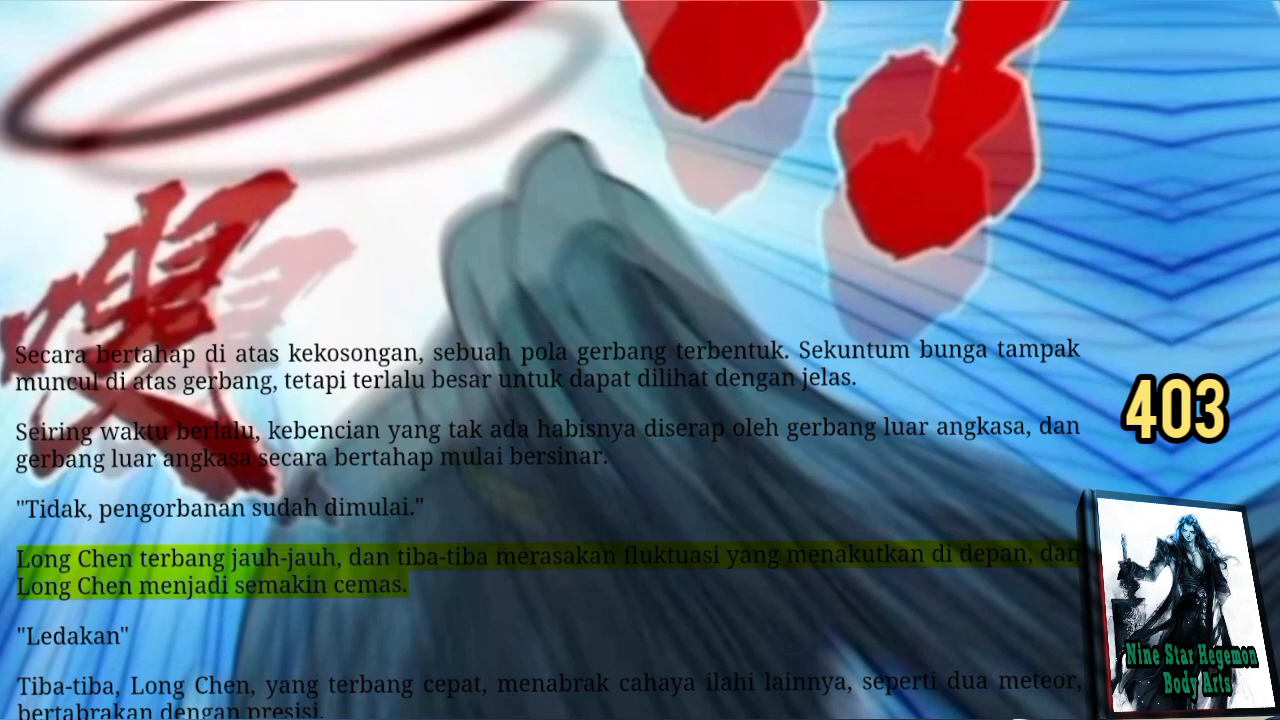 嗖
Secara bertahap di atas kekosongan, sebuah pola gerbang terbentuk. Sekuntum bunga tampak
muncul di atas gerbang, tetapi terlalu besar untuk dapat dilihat dengan jelas.
Seiring waktu berlalu, kebencian yang tak ada habisnya diserap oleh gerbang luar angkasa, dan
gerbang luar angkasa secara bertahap mulai bersinar.
"Tidak, pengorbanan sudah dimulai."
Long Chen terbang jauh-jauh, dan tiba-tiba merasakan fluktuasi yang menakutkan di depan, dan
Long Chen menjadi semakin cemas.
"Ledakan"
Tiba-tiba, Long Chen, yang terbang cepat, menabrak cahaya ilahi lainnya, seperti dua meteor,
bertabrakan dengan presisi.
403
Nine Star Hegemon
Body Arts